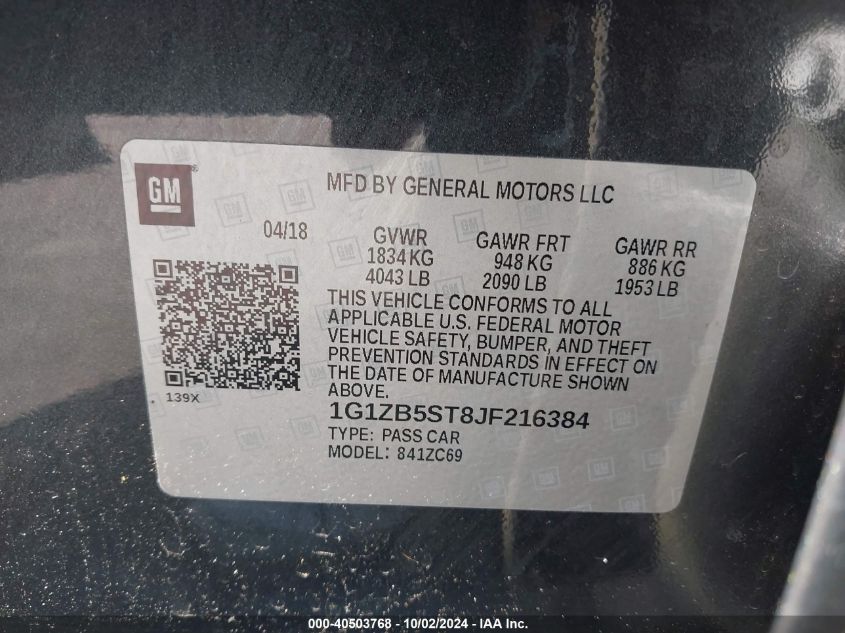 GM
MFD BY GENERAL MOTORS LLC
04/18
GVWR GAWR FRT GAWR RR
1834 KG 948 KG 886 KG
4043 LB 2090 LB 1953 LB
THIS VEHICLE CONFORMS TO ALL
APPLICABLE U.S. FEDERAL MOTOR
VEHICLE SAFETY, BUMPER, AND THEFT
PREVENTION STANDARDS IN EFFECT ON
THE DATE OF MANUFACTURE SHOWN
ABOVE.
139X
1G1ZB5ST8JF216384
TYPE: PASS CAR
MODEL: 841ZC69
000-40503768 - 10/02/2024 - IAA Inc.